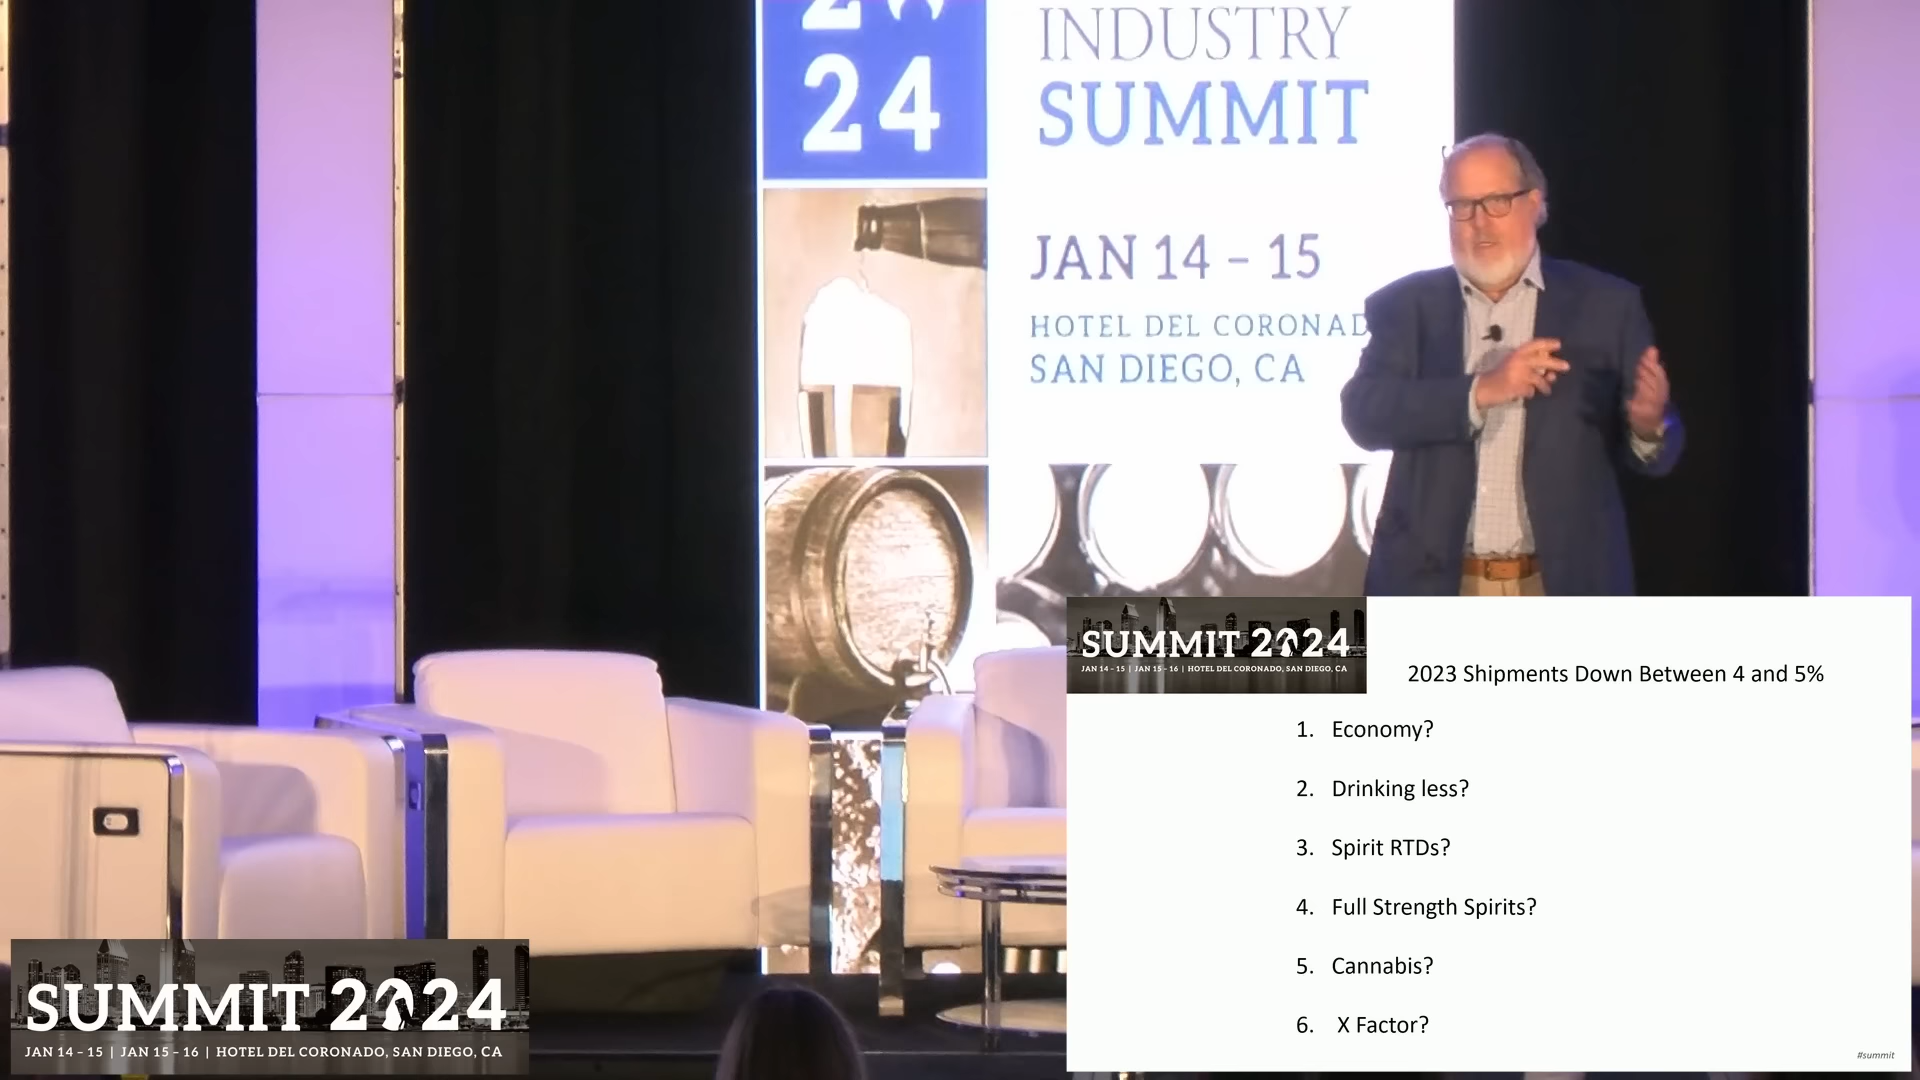 2024
INDUSTRY
SUMMIT
JAN 14 – 15
HOTEL DEL CORONAD
SAN DIEGO, CA
SUMMIT 2024
JAN 14 – 15 | JAN 15 – 16 | HOTEL DEL CORONADO, SAN DIEGO, CA
2023 Shipments Down Between 4 and 5%
1. Economy?
2. Drinking less?
3. Spirit RTDs?
4. Full Strength Spirits?
5. Cannabis?
6. X Factor?
#summit
SUMMIT 2024
JAN 14 – 15 | JAN 15 – 16 | HOTEL DEL CORONADO, SAN DIEGO, CA